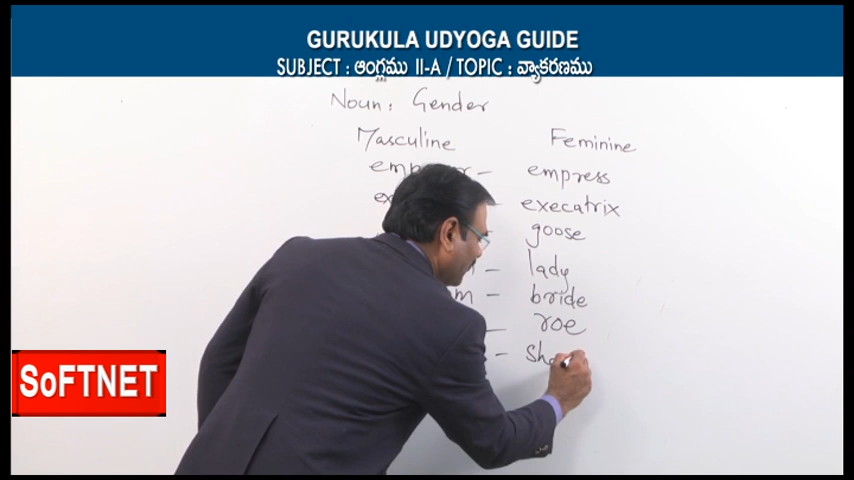 GURUKULA UDYOGA GUIDE
SUBJECT : ఆంగ్లము II-A / TOPIC : వ్యాకరణము
Noun: Gender
Masculine Feminine
– empress
execatrix
goose
– lady
– bride
– roe
–
SoFTNET